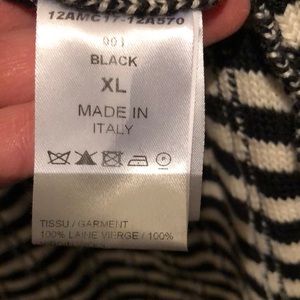 12AMC17-12A570
001
BLACK
XL
MADE IN
ITALY
TISSU / GARMENT
100% LAINE VIERGE / 100%